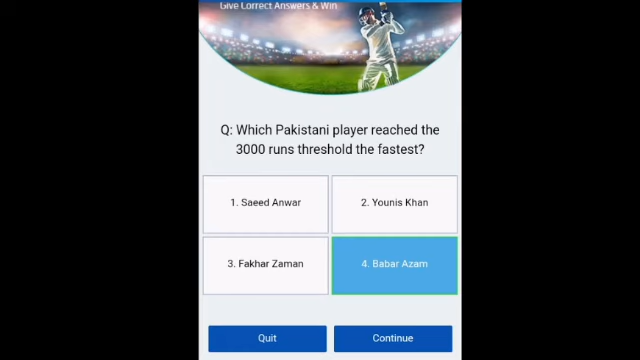 Give Correct Answers & Win
Q: Which Pakistani player reached the
3000 runs threshold the fastest?
1. Saeed Anwar
2. Younis Khan
3. Fakhar Zaman
4. Babar Azam
Quit
Continue